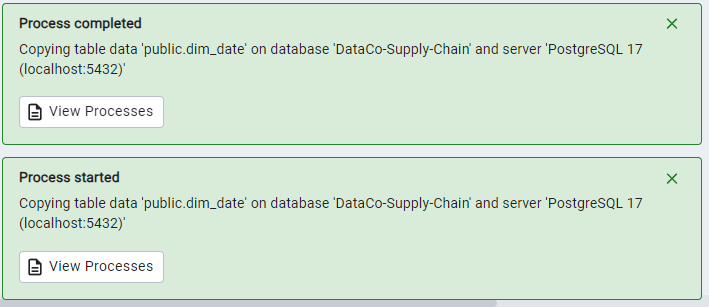 Process completed
Copying table data 'public.dim_date' on database 'DataCo-Supply-Chain' and server 'PostgreSQL 17
(localhost:5432)'
View Processes
Process started
Copying table data 'public.dim_date' on database 'DataCo-Supply-Chain' and server 'PostgreSQL 17
(localhost:5432)'
View Processes